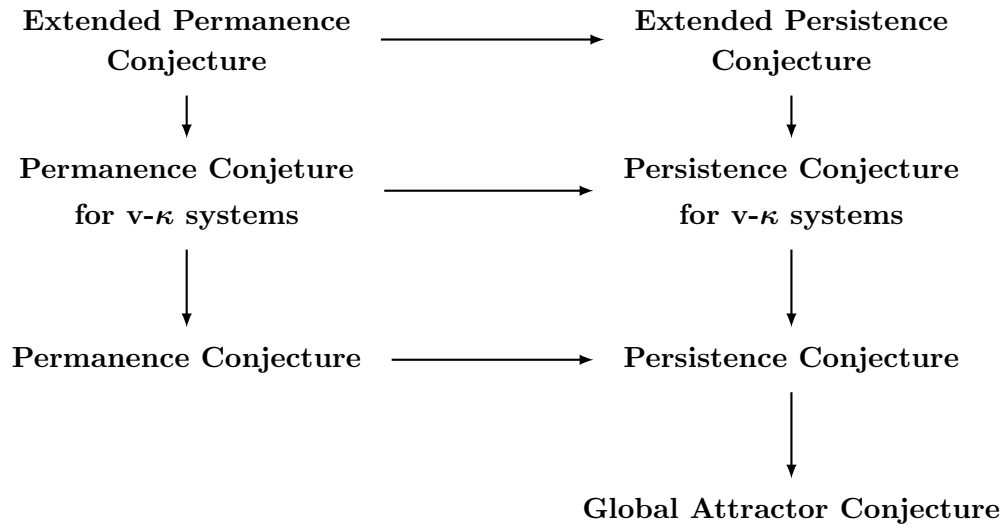 Extended Permanence
Conjecture
Extended Persistence
Conjecture
Permanence Conjeture
for v-κ systems
Persistence Conjecture
for v-κ systems
Permanence Conjecture
Persistence Conjecture
Global Attractor Conjecture